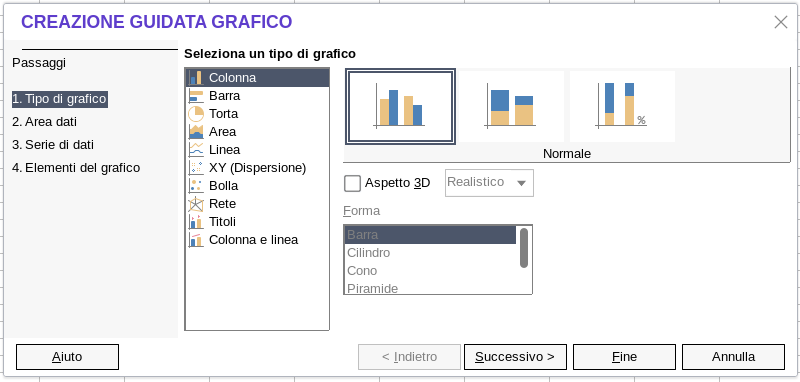 CREAZIONE GUIDATA GRAFICO
Passaggi
1. Tipo di grafico
2. Area dati
3. Serie di dati
4. Elementi del grafico
Seleziona un tipo di grafico
Colonna
Barra
Torta
Area
Linea
XY (Dispersione)
Bolla
Rete
Titoli
Colonna e linea
%
Normale
Aspetto 3D
Realistico
Forma
Barra
Cilindro
Cono
Piramide
Aiuto
< Indietro
Successivo >
Fine
Annulla